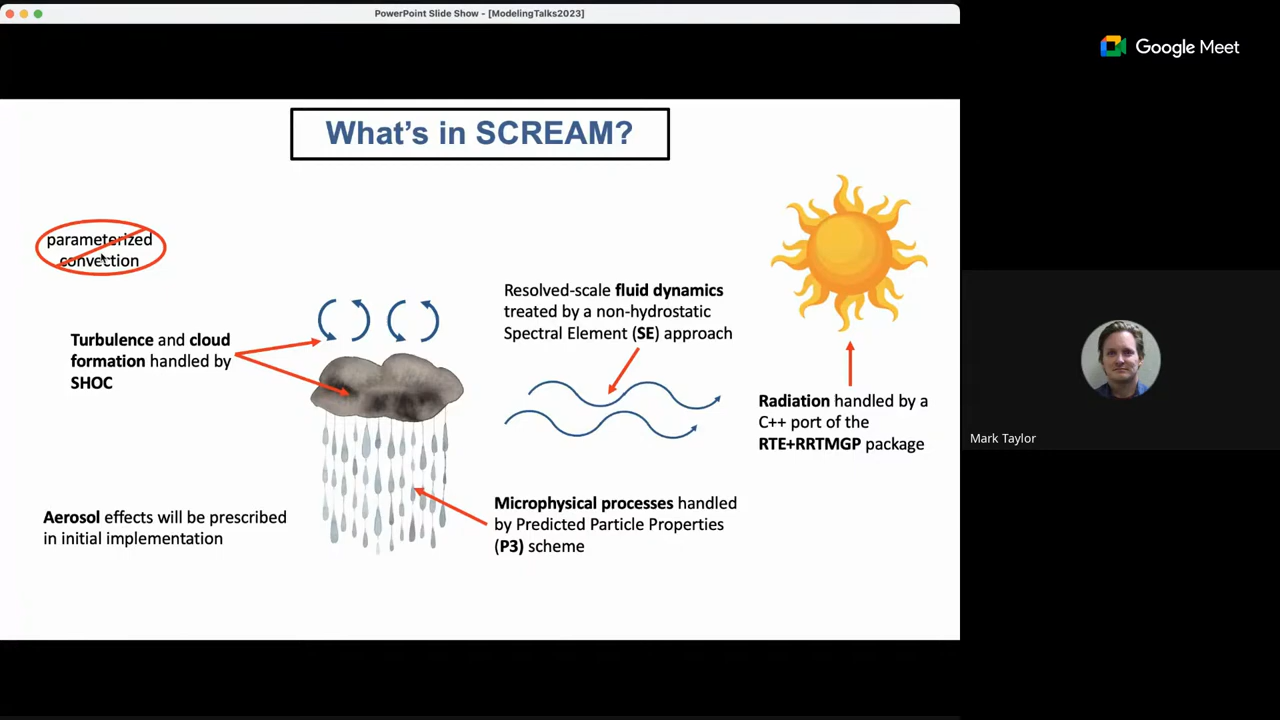 PowerPoint Slide Show - [ModelingTalks2023]
Google Meet
What's in SCREAM?
parameterized
convection
Turbulence and cloud
formation handled by
SHOC
Resolved-scale fluid dynamics
treated by a non-hydrostatic
Spectral Element (SE) approach
Radiation handled by a
C++ port of the
RTE+RRTMGP package
Mark Taylor
Aerosol effects will be prescribed
in initial implementation
Microphysical processes handled
by Predicted Particle Properties
(P3) scheme